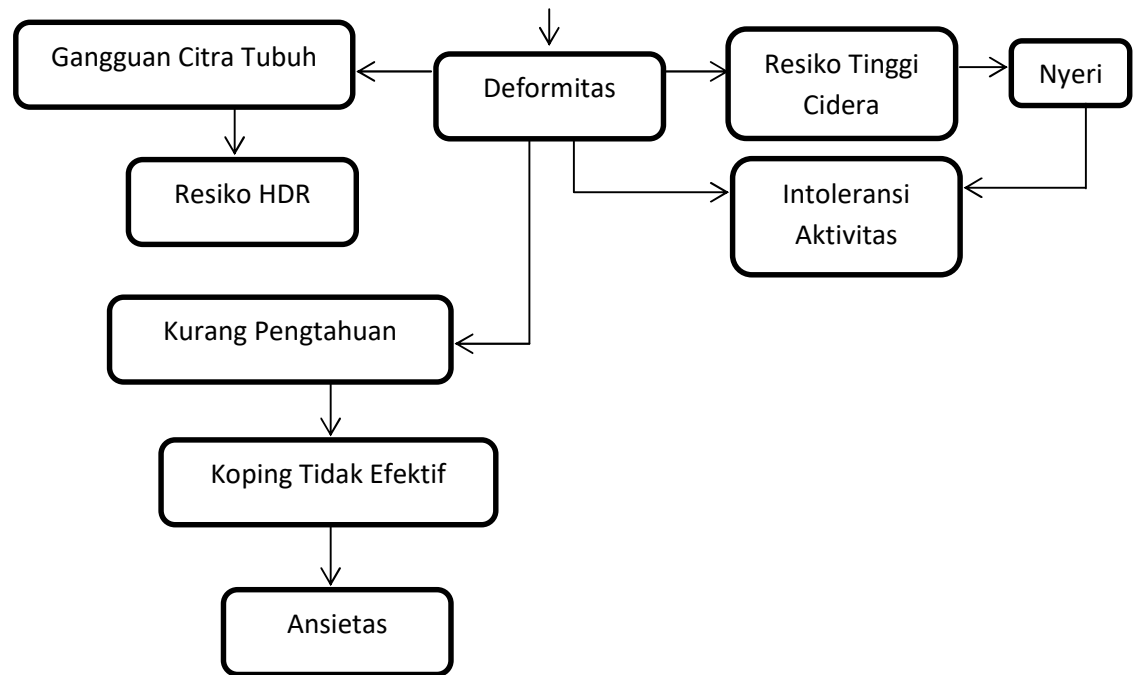 Gangguan Citra Tubuh
Deformitas
Resiko Tinggi
Cidera
Nyeri
Resiko HDR
Intoleransi
Aktivitas
Kurang Pengtahuan
Koping Tidak Efektif
Ansietas